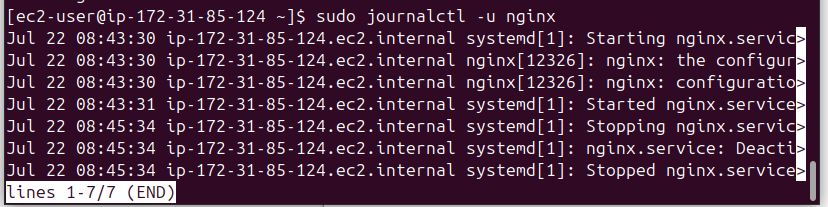 [ec2-user@ip-172-31-85-124 ~]$ sudo journalctl -u nginx
Jul 22 08:43:30 ip-172-31-85-124.ec2.internal systemd[1]: Starting nginx.servic>
Jul 22 08:43:30 ip-172-31-85-124.ec2.internal nginx[12326]: nginx: the configur>
Jul 22 08:43:30 ip-172-31-85-124.ec2.internal nginx[12326]: nginx: configuratio>
Jul 22 08:43:31 ip-172-31-85-124.ec2.internal systemd[1]: Started nginx.service>
Jul 22 08:45:34 ip-172-31-85-124.ec2.internal systemd[1]: Stopping nginx.servic>
Jul 22 08:45:34 ip-172-31-85-124.ec2.internal systemd[1]: nginx.service: Deacti>
Jul 22 08:45:34 ip-172-31-85-124.ec2.internal systemd[1]: Stopped nginx.service>
lines 1-7/7 (END)